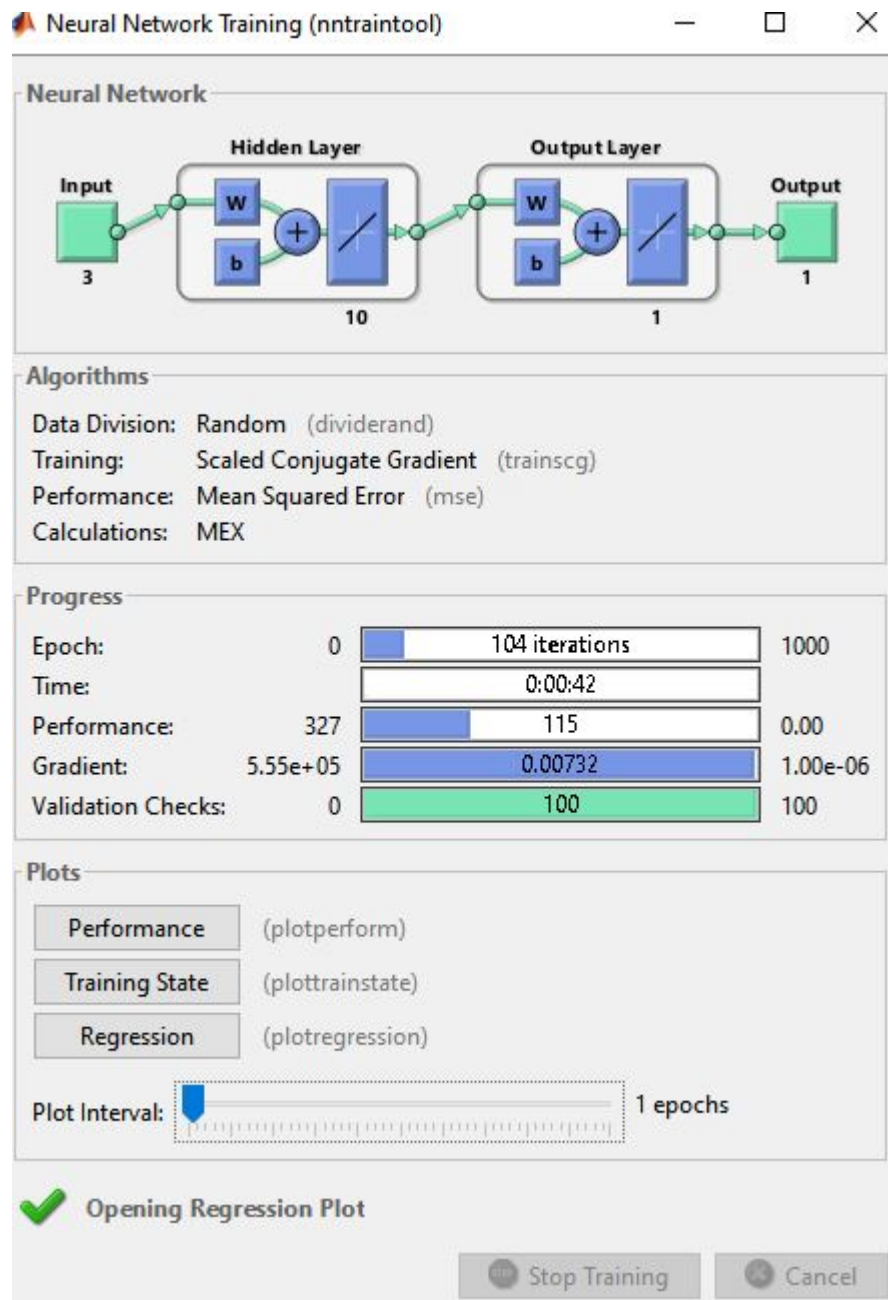 Neural Network Training (nntraintool)
Neural Network
Hidden Layer Output Layer
Input Output
W W
b b
3 10 1 1
Algorithms
Data Division: Random (dividerand)
Training: Scaled Conjugate Gradient (trainscg)
Performance: Mean Squared Error (mse)
Calculations: MEX
Progress
Epoch: 0 104 iterations 1000
Time: 0:00:42
Performance: 327 115 0.00
Gradient: 5.55e+05 0.00732 1.00e-06
Validation Checks: 0 100 100
Plots
Performance (plotperform)
Training State (plottrainstate)
Regression (plotregression)
Plot Interval: 1 epochs
Opening Regression Plot
Stop Training Cancel